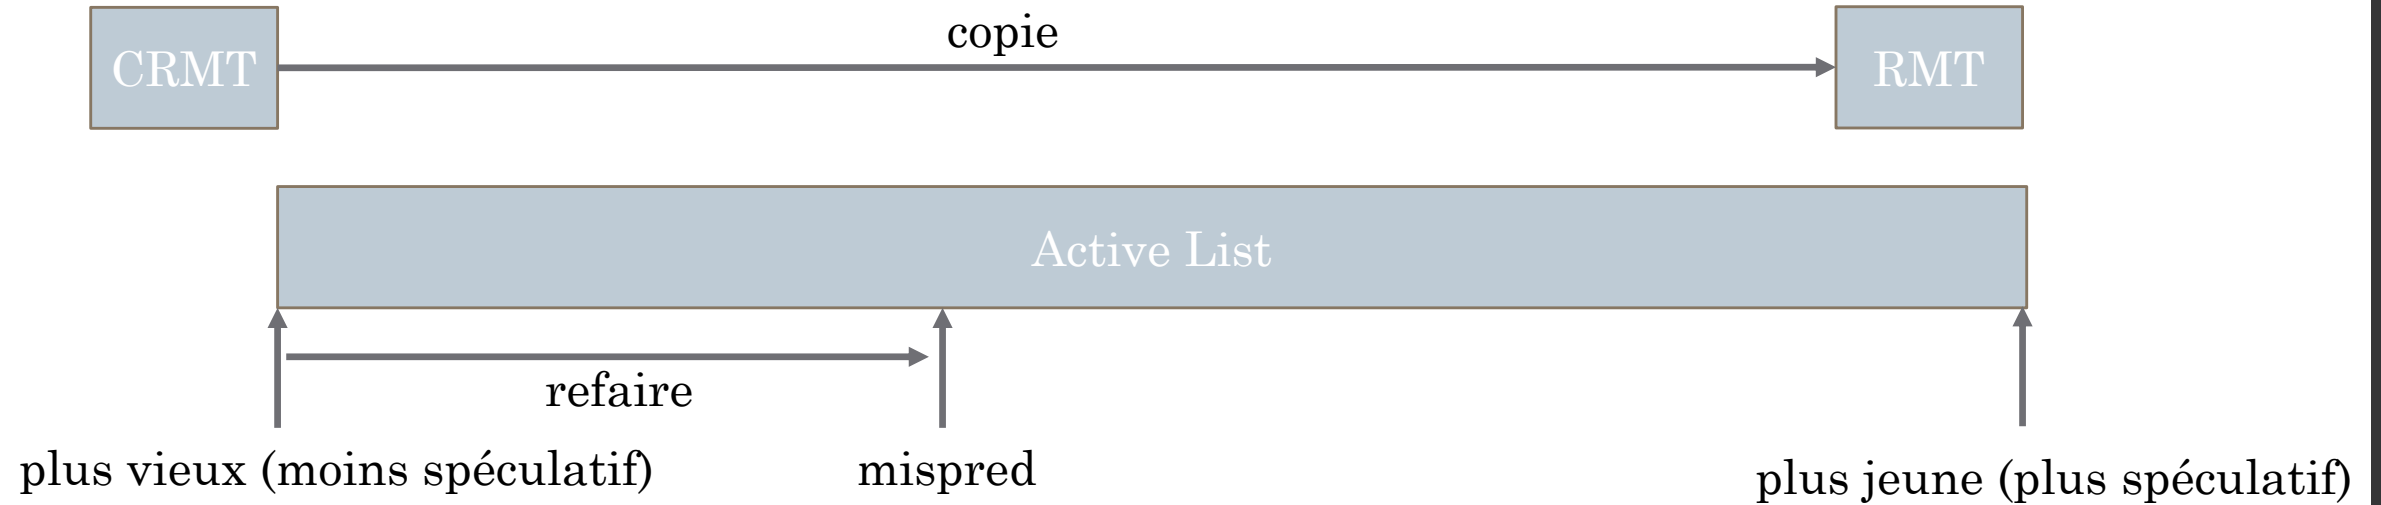 copie
CRMT
RMT
Active List
refaire
plus vieux (moins spéculatif)
mispred
plus jeune (plus spéculatif)